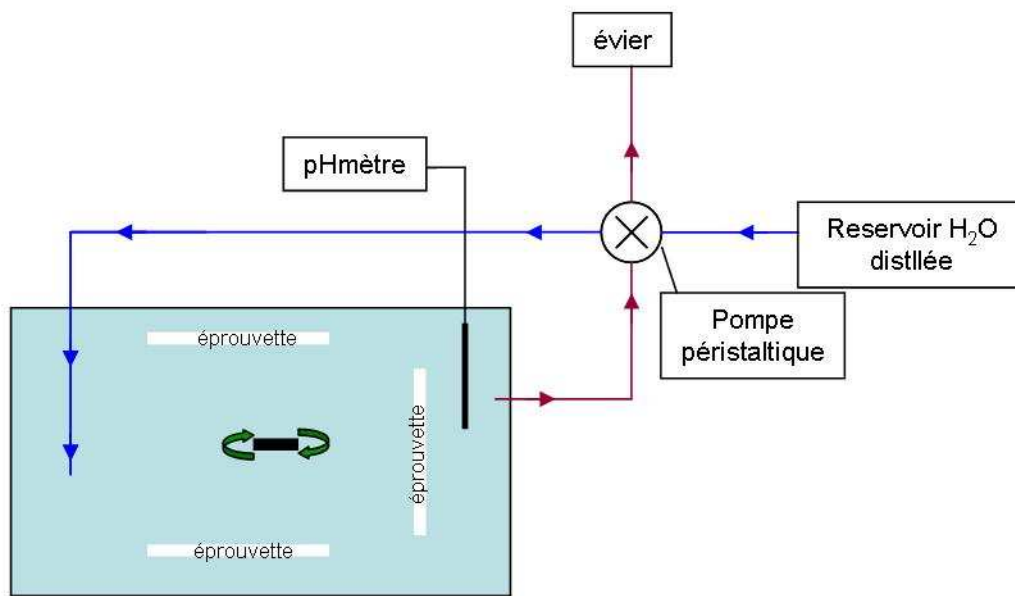 évier
pHmètre
Reservoir H₂O
distllée
Pompe
péristaltique
éprouvette
éprouvette
éprouvette